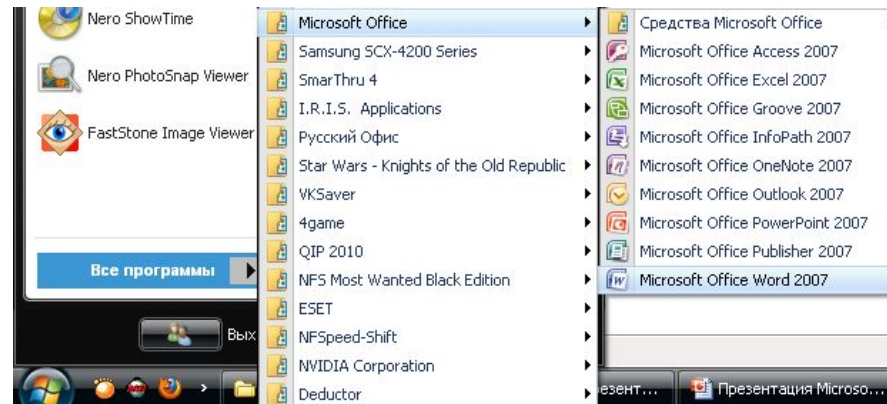 Nero ShowTime
Nero PhotoSnap Viewer
FastStone Image Viewer
Все программы
Microsoft Office
Samsung SCX-4200 Series
SmarThru 4
I.R.I.S. Applications
Русский Офис
Star Wars - Knights of the Old Republic
VKSaver
4game
QIP 2010
NFS Most Wanted Black Edition
ESET
NFSpeed-Shift
NVIDIA Corporation
Deductor
Средства Microsoft Office
Microsoft Office Access 2007
Microsoft Office Excel 2007
Microsoft Office Groove 2007
Microsoft Office InfoPath 2007
Microsoft Office OneNote 2007
Microsoft Office Outlook 2007
Microsoft Office PowerPoint 2007
Microsoft Office Publisher 2007
Microsoft Office Word 2007
Вых
езент...
Презентация Microso...